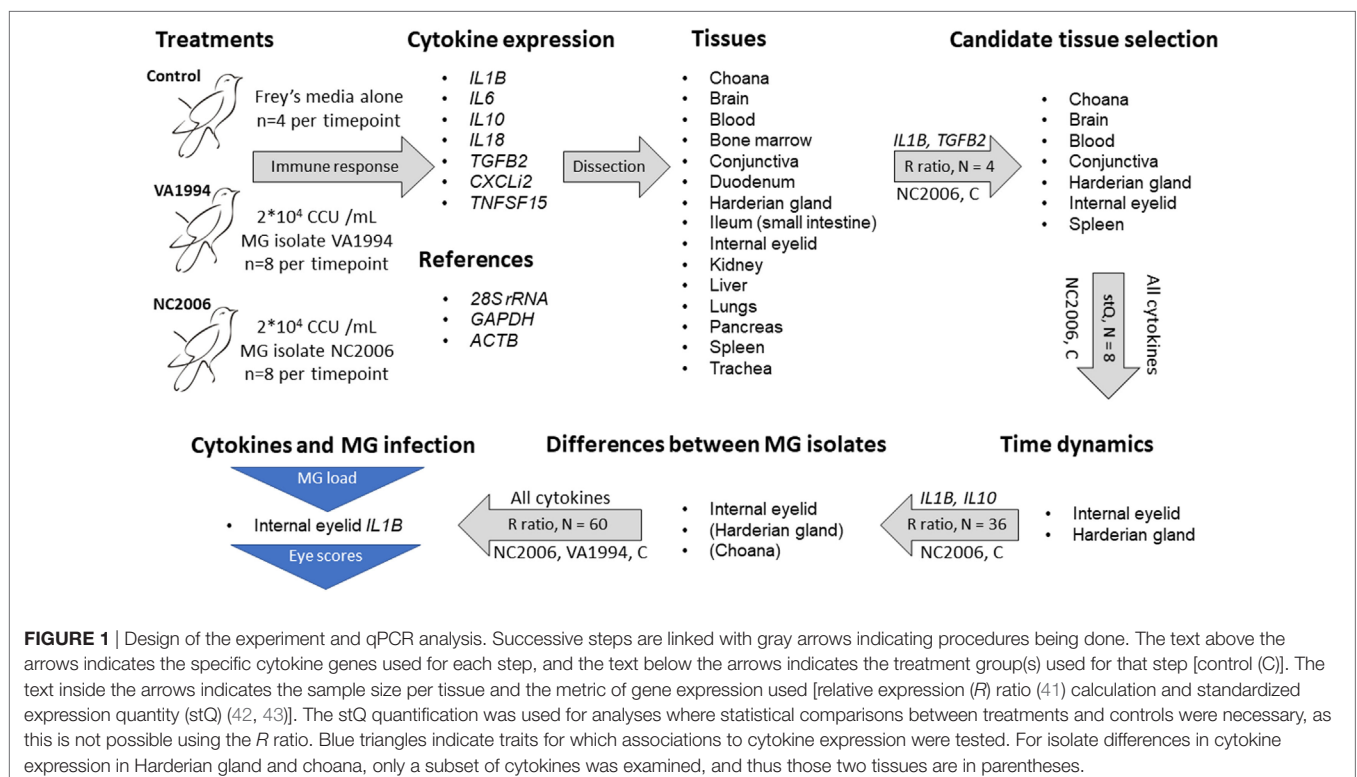 Treatments
Control
Frey's media alone
n=4 per timepoint
Immune response
VA1994
2*10⁴ CCU /mL
MG isolate VA1994
n=8 per timepoint
NC2006
2*10⁴ CCU /mL
MG isolate NC2006
n=8 per timepoint
Cytokine expression
• IL1B
• IL6
• IL10
• IL18
• TGFB2
• CXCLi2
• TNFSF15
References
• 28S rRNA
• GAPDH
• ACTB
Dissection
Tissues
• Choana
• Brain
• Blood
• Bone marrow
• Conjunctiva
• Duodenum
• Harderian gland
• Ileum (small intestine)
• Internal eyelid
• Kidney
• Liver
• Lungs
• Pancreas
• Spleen
• Trachea
IL1B, TGFB2
R ratio, N = 4
NC2006, C
Candidate tissue selection
• Choana
• Brain
• Blood
• Conjunctiva
• Harderian gland
• Internal eyelid
• Spleen
All cytokines
stQ, N = 8
NC2006, C
Time dynamics
• Internal eyelid
• Harderian gland
IL1B, IL10
R ratio, N = 36
NC2006, C
Differences between MG isolates
• Internal eyelid
• (Harderian gland)
• (Choana)
All cytokines
R ratio, N = 60
NC2006, VA1994, C
Cytokines and MG infection
MG load
• Internal eyelid IL1B
Eye scores
FIGURE 1 | Design of the experiment and qPCR analysis. Successive steps are linked with gray arrows indicating procedures being done. The text above the
arrows indicates the specific cytokine genes used for each step, and the text below the arrows indicates the treatment group(s) used for that step [control (C)]. The
text inside the arrows indicates the sample size per tissue and the metric of gene expression used [relative expression (R) ratio (41) calculation and standardized
expression quantity (stQ) (42, 43)]. The stQ quantification was used for analyses where statistical comparisons between treatments and controls were necessary, as
this is not possible using the R ratio. Blue triangles indicate traits for which associations to cytokine expression were tested. For isolate differences in cytokine
expression in Harderian gland and choana, only a subset of cytokines was examined, and thus those two tissues are in parentheses.